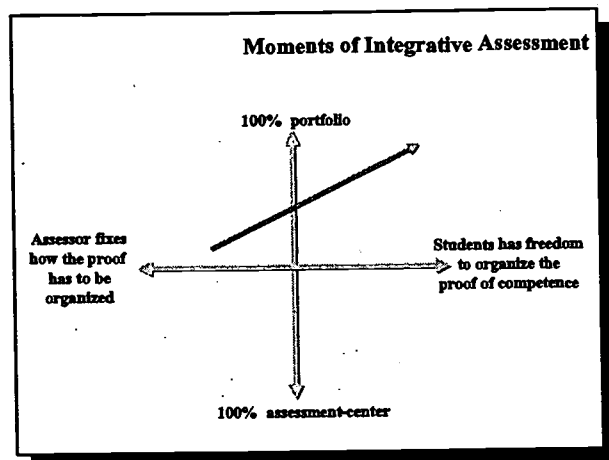 Moments of Integrative Assessment
100% portfolio
Assessor fixes
how the proof
has to be
organized
Students has freedom
to organize the
proof of competence
100% assessment-center